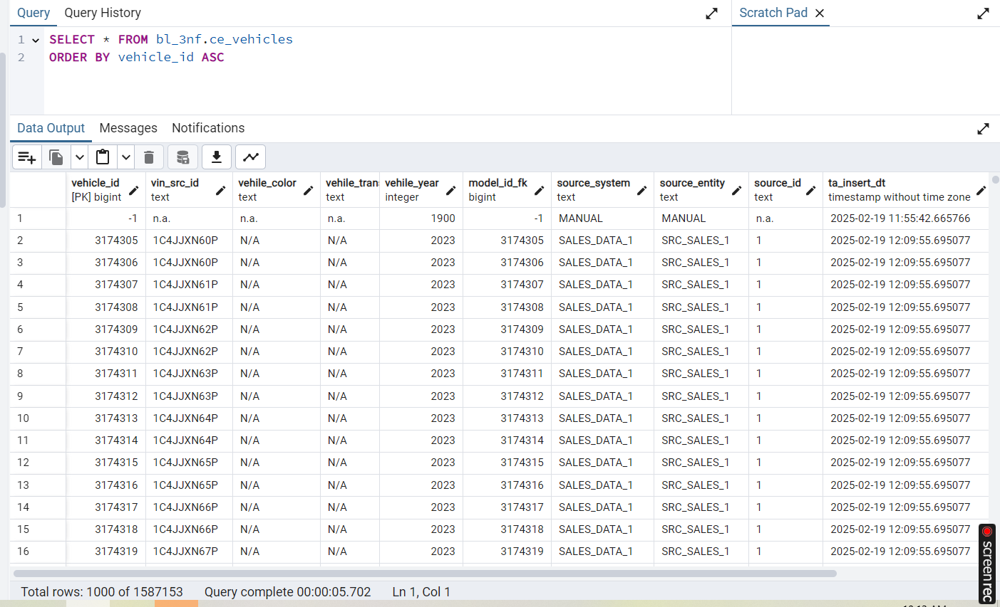 Query Query History Scratch Pad
1 SELECT * FROM bl_3nf.ce_vehicles
2 ORDER BY vehicle_id ASC
Data Output Messages Notifications
vehicle_id vin_src_id vehile_color vehile_tran vehile_year model_id_fk source_system source_entity source_id ta_insert_dt
[PK] bigint text text text integer bigint text text text timestamp without time zone
1 -1 n.a. n.a. n.a. 1900 -1 MANUAL MANUAL n.a. 2025-02-19 11:55:42.665766
2 3174305 1C4JJXN60P N/A N/A 2023 3174305 SALES_DATA_1 SRC_SALES_1 1 2025-02-19 12:09:55.695077
3 3174306 1C4JJXN60P N/A N/A 2023 3174306 SALES_DATA_1 SRC_SALES_1 1 2025-02-19 12:09:55.695077
4 3174307 1C4JJXN61P N/A N/A 2023 3174307 SALES_DATA_1 SRC_SALES_1 1 2025-02-19 12:09:55.695077
5 3174308 1C4JJXN61P N/A N/A 2023 3174308 SALES_DATA_1 SRC_SALES_1 1 2025-02-19 12:09:55.695077
6 3174309 1C4JJXN62P N/A N/A 2023 3174309 SALES_DATA_1 SRC_SALES_1 1 2025-02-19 12:09:55.695077
7 3174310 1C4JJXN62P N/A N/A 2023 3174310 SALES_DATA_1 SRC_SALES_1 1 2025-02-19 12:09:55.695077
8 3174311 1C4JJXN63P N/A N/A 2023 3174311 SALES_DATA_1 SRC_SALES_1 1 2025-02-19 12:09:55.695077
9 3174312 1C4JJXN63P N/A N/A 2023 3174312 SALES_DATA_1 SRC_SALES_1 1 2025-02-19 12:09:55.695077
10 3174313 1C4JJXN64P N/A N/A 2023 3174313 SALES_DATA_1 SRC_SALES_1 1 2025-02-19 12:09:55.695077
11 3174314 1C4JJXN64P N/A N/A 2023 3174314 SALES_DATA_1 SRC_SALES_1 1 2025-02-19 12:09:55.695077
12 3174315 1C4JJXN65P N/A N/A 2023 3174315 SALES_DATA_1 SRC_SALES_1 1 2025-02-19 12:09:55.695077
13 3174316 1C4JJXN65P N/A N/A 2023 3174316 SALES_DATA_1 SRC_SALES_1 1 2025-02-19 12:09:55.695077
14 3174317 1C4JJXN66P N/A N/A 2023 3174317 SALES_DATA_1 SRC_SALES_1 1 2025-02-19 12:09:55.695077
15 3174318 1C4JJXN66P N/A N/A 2023 3174318 SALES_DATA_1 SRC_SALES_1 1 2025-02-19 12:09:55.695077
16 3174319 1C4JJXN67P N/A N/A 2023 3174319 SALES_DATA_1 SRC_SALES_1 1 2025-02-19 12:09:55.695077
screenrec
Total rows: 1000 of 1587153 Query complete 00:00:05.702 Ln 1, Col 1